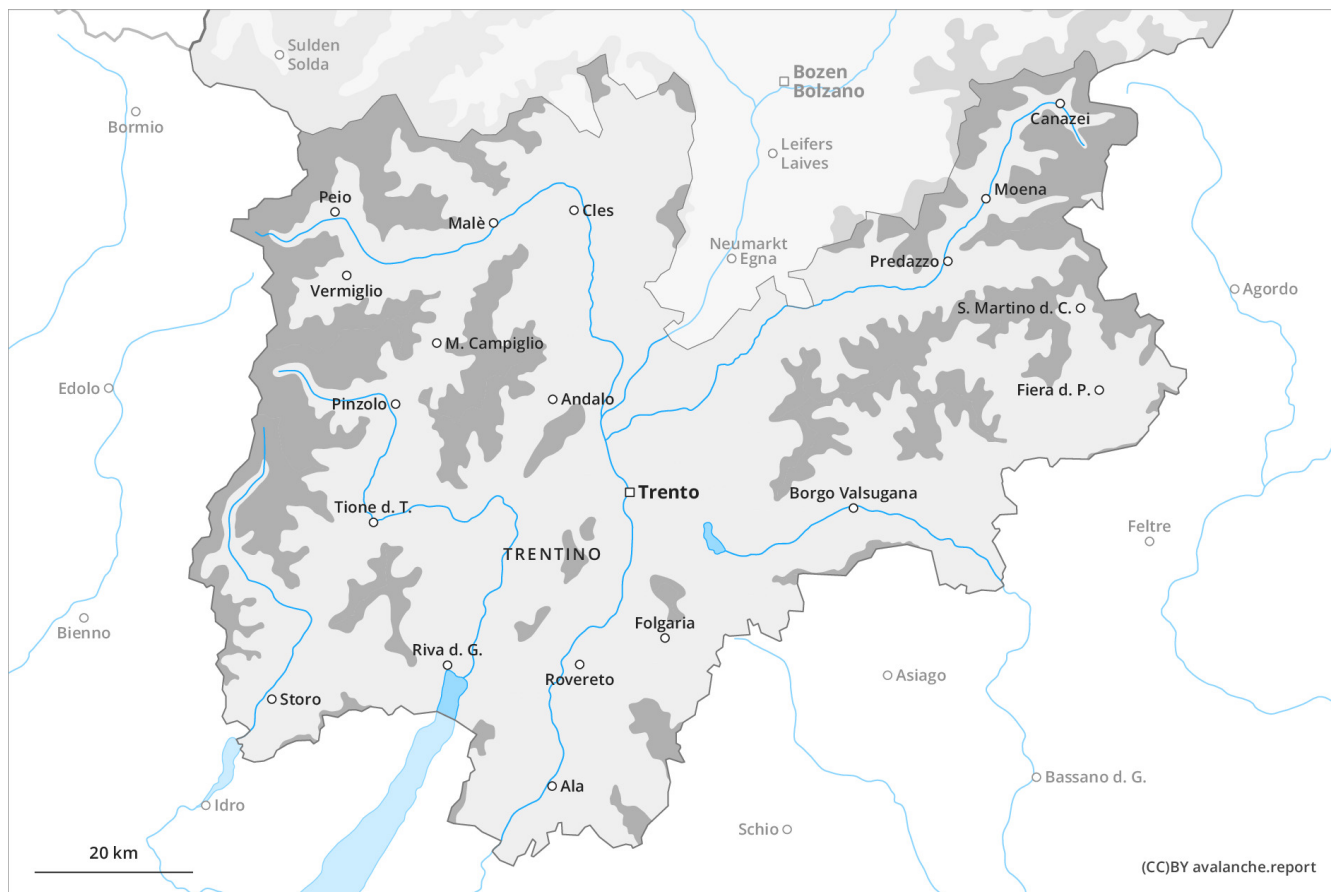 Sulden
Solda
Bozen
Bolzano
Bormio
Canazei
Leifers
Laives
Peio
Moena
Malè
Cles
Neumarkt
Egna
Predazzo
Vermiglio
Agordo
S. Martino d. C.
M. Campiglio
Edolo
Fiera d. P.
Pinzolo
Andalo
Trento
Borgo Valsugana
Tione d. T.
Feltre
TRENTINO
Bienno
Folgaria
Riva d. G.
Rovereto
Asiago
Storo
Bassano d. G.
Ala
Idro
Schio
20 km
(CC)BY avalanche.report